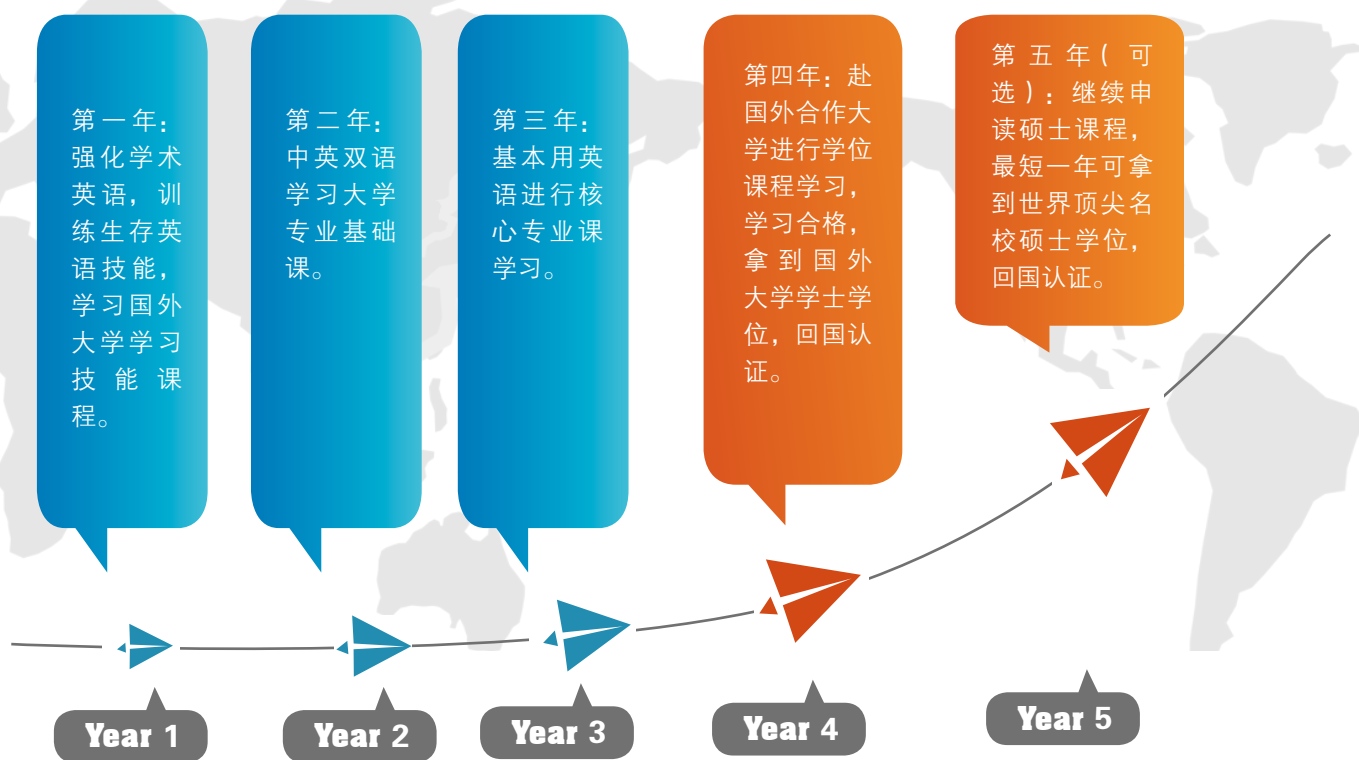 第一年：
强化学术
英语，训
练生存英
语技能，
学习国外
大学学习
技能课
程。
第二年：
中英双语
学习大学
专业基础
课。
第三年：
基本用英
语进行核
心专业课
学习。
第四年：赴
国外合作大
学进行学位
课程学习，
学习合格，
拿到国外
大学学士学
位，回国认
证。
第五年（可
选）：继续申
读硕士课程，
最短一年可拿
到世界顶尖名
校硕士学位，
回国认证。
Year 1
Year 2
Year 3
Year 4
Year 5